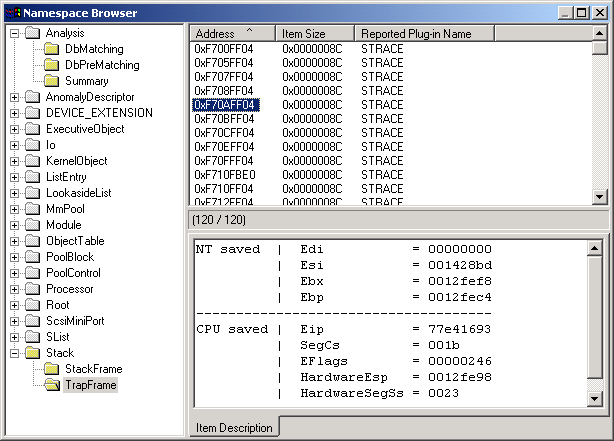 Namespace Browser
Analysis
DbMatching
DbPreMatching
Summary
AnomalyDescriptor
DEVICE_EXTENSION
ExecutiveObject
Io
KernelObject
ListEntry
LookasideList
MmPool
Module
ObjectTable
PoolBlock
PoolControl
Processor
Root
ScsiMiniPort
SList
Stack
StackFrame
TrapFrame
Address Item Size Reported Plug-in Name
0xF700FF04 0x0000008C STRACE
0xF705FF04 0x0000008C STRACE
0xF707FF04 0x0000008C STRACE
0xF708FF04 0x0000008C STRACE
0xF70AFF04 0x0000008C STRACE
0xF70BFF04 0x0000008C STRACE
0xF70CFF04 0x0000008C STRACE
0xF70EFF04 0x0000008C STRACE
0xF70FFF04 0x0000008C STRACE
0xF710FBE0 0x0000008C STRACE
0xF711FF04 0x0000008C STRACE
0xF712FF04 0x0000008C STRACE
(120 / 120)
NT saved | Edi = 00000000
| Esi = 001428bd
| Ebx = 0012fef8
| Ebp = 0012fec4
CPU saved | Eip = 77e41693
| SegCs = 001b
| EFlags = 00000246
| HardwareEsp = 0012fe98
| HardwareSegSs = 0023
Item Description